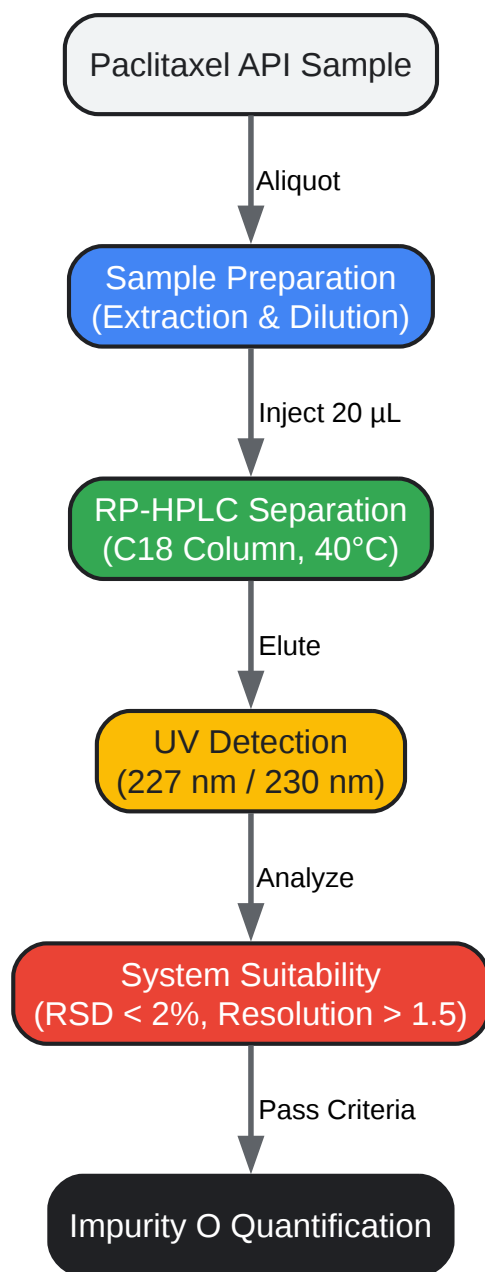 Paclitaxel API Sample
Aliquot
Sample Preparation
(Extraction & Dilution)
Inject 20 µL
RP-HPLC Separation
(C18 Column, 40°C)
Elute
UV Detection
(227 nm / 230 nm)
Analyze
System Suitability
(RSD < 2%, Resolution > 1.5)
Pass Criteria
Impurity O Quantification